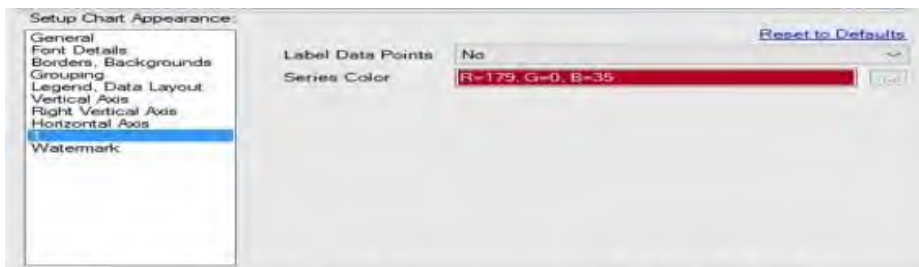 Setup Chart Appearance:
General
Font Details
Borders, Backgrounds
Grouping
Legend, Data Layout
Vertical Axis
Right Vertical Axis
Horizontal Axis
1
Watermark
Reset to Defaults
Label Data Points No
Series Color R=179, G=0, B=35
...